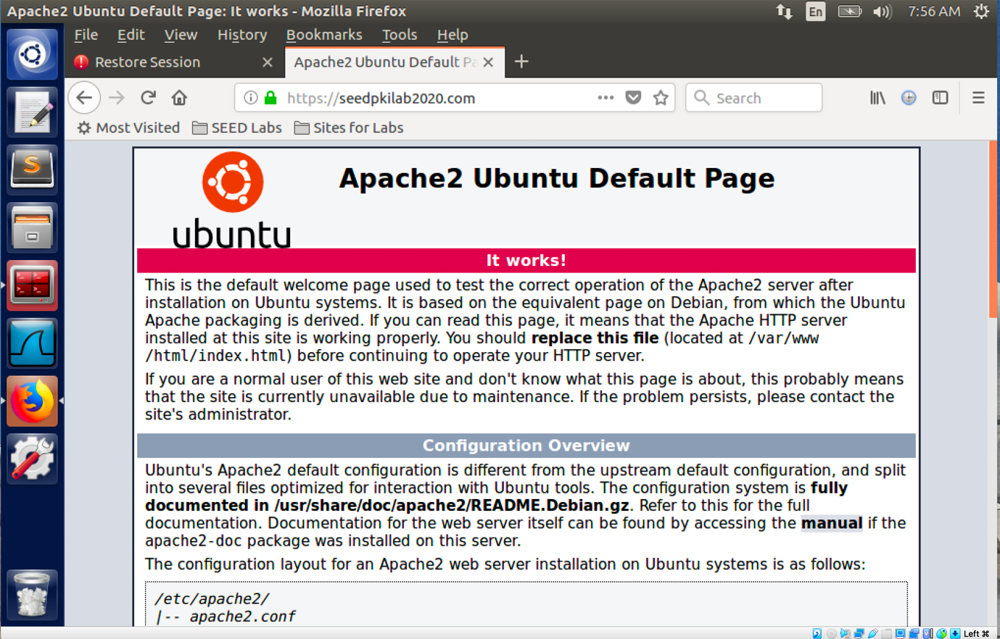 Apache2 Ubuntu Default Page: It works - Mozilla Firefox
En
7:56 AM
File Edit View History Bookmarks Tools Help
Restore Session
Apache2 Ubuntu Default Pa
https://seedpkilab2020.com
Search
Most Visited SEED Labs Sites for Labs
ubuntu
Apache2 Ubuntu Default Page
It works!
This is the default welcome page used to test the correct operation of the Apache2 server after
installation on Ubuntu systems. It is based on the equivalent page on Debian, from which the Ubuntu
Apache packaging is derived. If you can read this page, it means that the Apache HTTP server
installed at this site is working properly. You should replace this file (located at /var/www
/html/index.html) before continuing to operate your HTTP server.
If you are a normal user of this web site and don't know what this page is about, this probably means
that the site is currently unavailable due to maintenance. If the problem persists, please contact the
site's administrator.
Configuration Overview
Ubuntu's Apache2 default configuration is different from the upstream default configuration, and split
into several files optimized for interaction with Ubuntu tools. The configuration system is fully
documented in /usr/share/doc/apache2/README.Debian.gz. Refer to this for the full
documentation. Documentation for the web server itself can be found by accessing the manual if the
apache2-doc package was installed on this server.
The configuration layout for an Apache2 web server installation on Ubuntu systems is as follows:
/etc/apache2/
|-- apache2.conf
Left ⌘